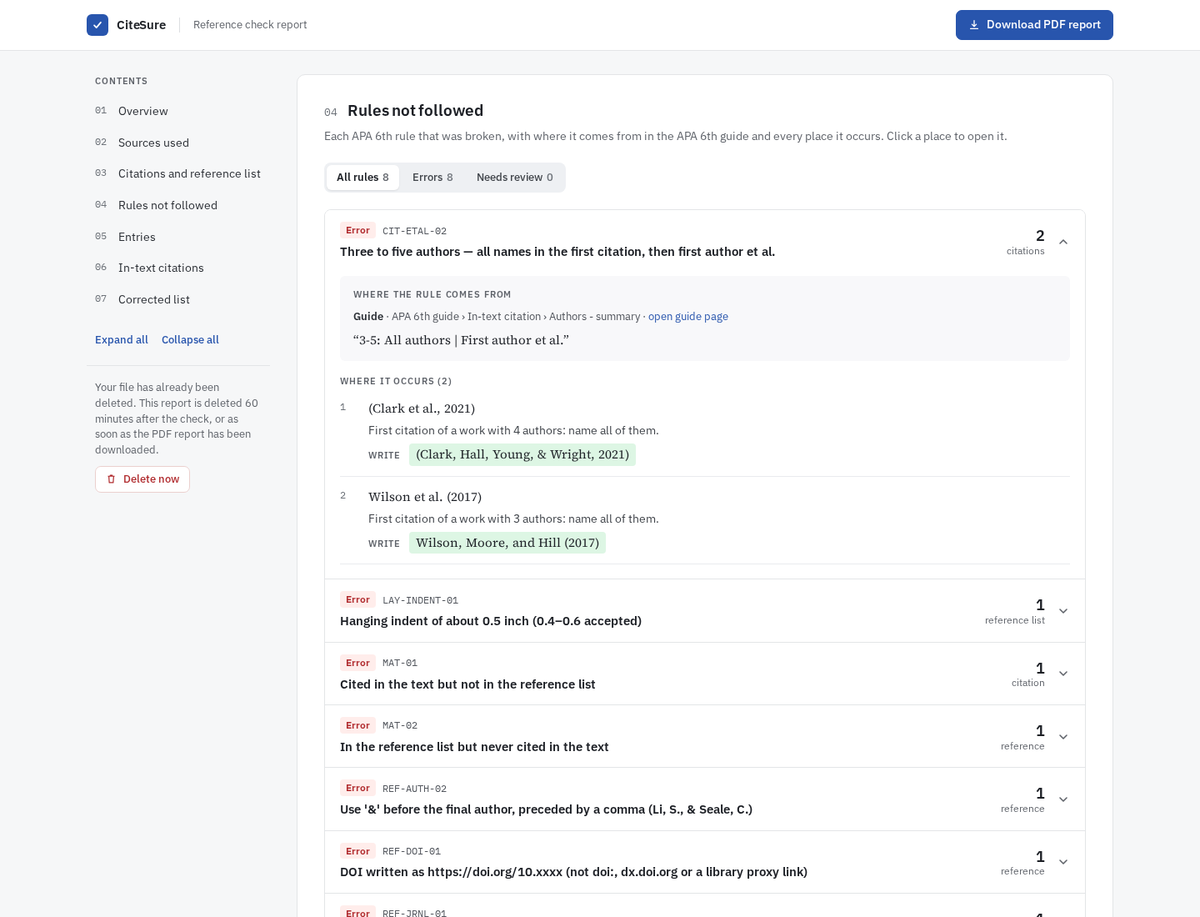 CiteSure
Reference check report
Download PDF report
CONTENTS
01 Overview
02 Sources used
03 Citations and reference list
04 Rules not followed
05 Entries
06 In-text citations
07 Corrected list
Expand all Collapse all
Your file has already been
deleted. This report is deleted 60
minutes after the check, or as
soon as the PDF report has been
downloaded.
Delete now
04 Rules not followed
Each APA 6th rule that was broken, with where it comes from in the APA 6th guide and every place it occurs. Click a place to open it.
All rules 8 Errors 8 Needs review 0
Error CIT-ETAL-02
Three to five authors — all names in the first citation, then first author et al.
2
citations
WHERE THE RULE COMES FROM
Guide · APA 6th guide › In-text citation › Authors - summary · open guide page
“3-5: All authors | First author et al.”
WHERE IT OCCURS (2)
1 (Clark et al., 2021)
First citation of a work with 4 authors: name all of them.
WRITE (Clark, Hall, Young, & Wright, 2021)
2 Wilson et al. (2017)
First citation of a work with 3 authors: name all of them.
WRITE Wilson, Moore, and Hill (2017)
Error LAY-INDENT-01
Hanging indent of about 0.5 inch (0.4–0.6 accepted)
1
reference list
Error MAT-01
Cited in the text but not in the reference list
1
citation
Error MAT-02
In the reference list but never cited in the text
1
reference
Error REF-AUTH-02
Use '&' before the final author, preceded by a comma (Li, S., & Seale, C.)
1
reference
Error REF-DOI-01
DOI written as https://doi.org/10.xxxx (not doi:, dx.doi.org or a library proxy link)
1
reference
Error REF-JRNL-01